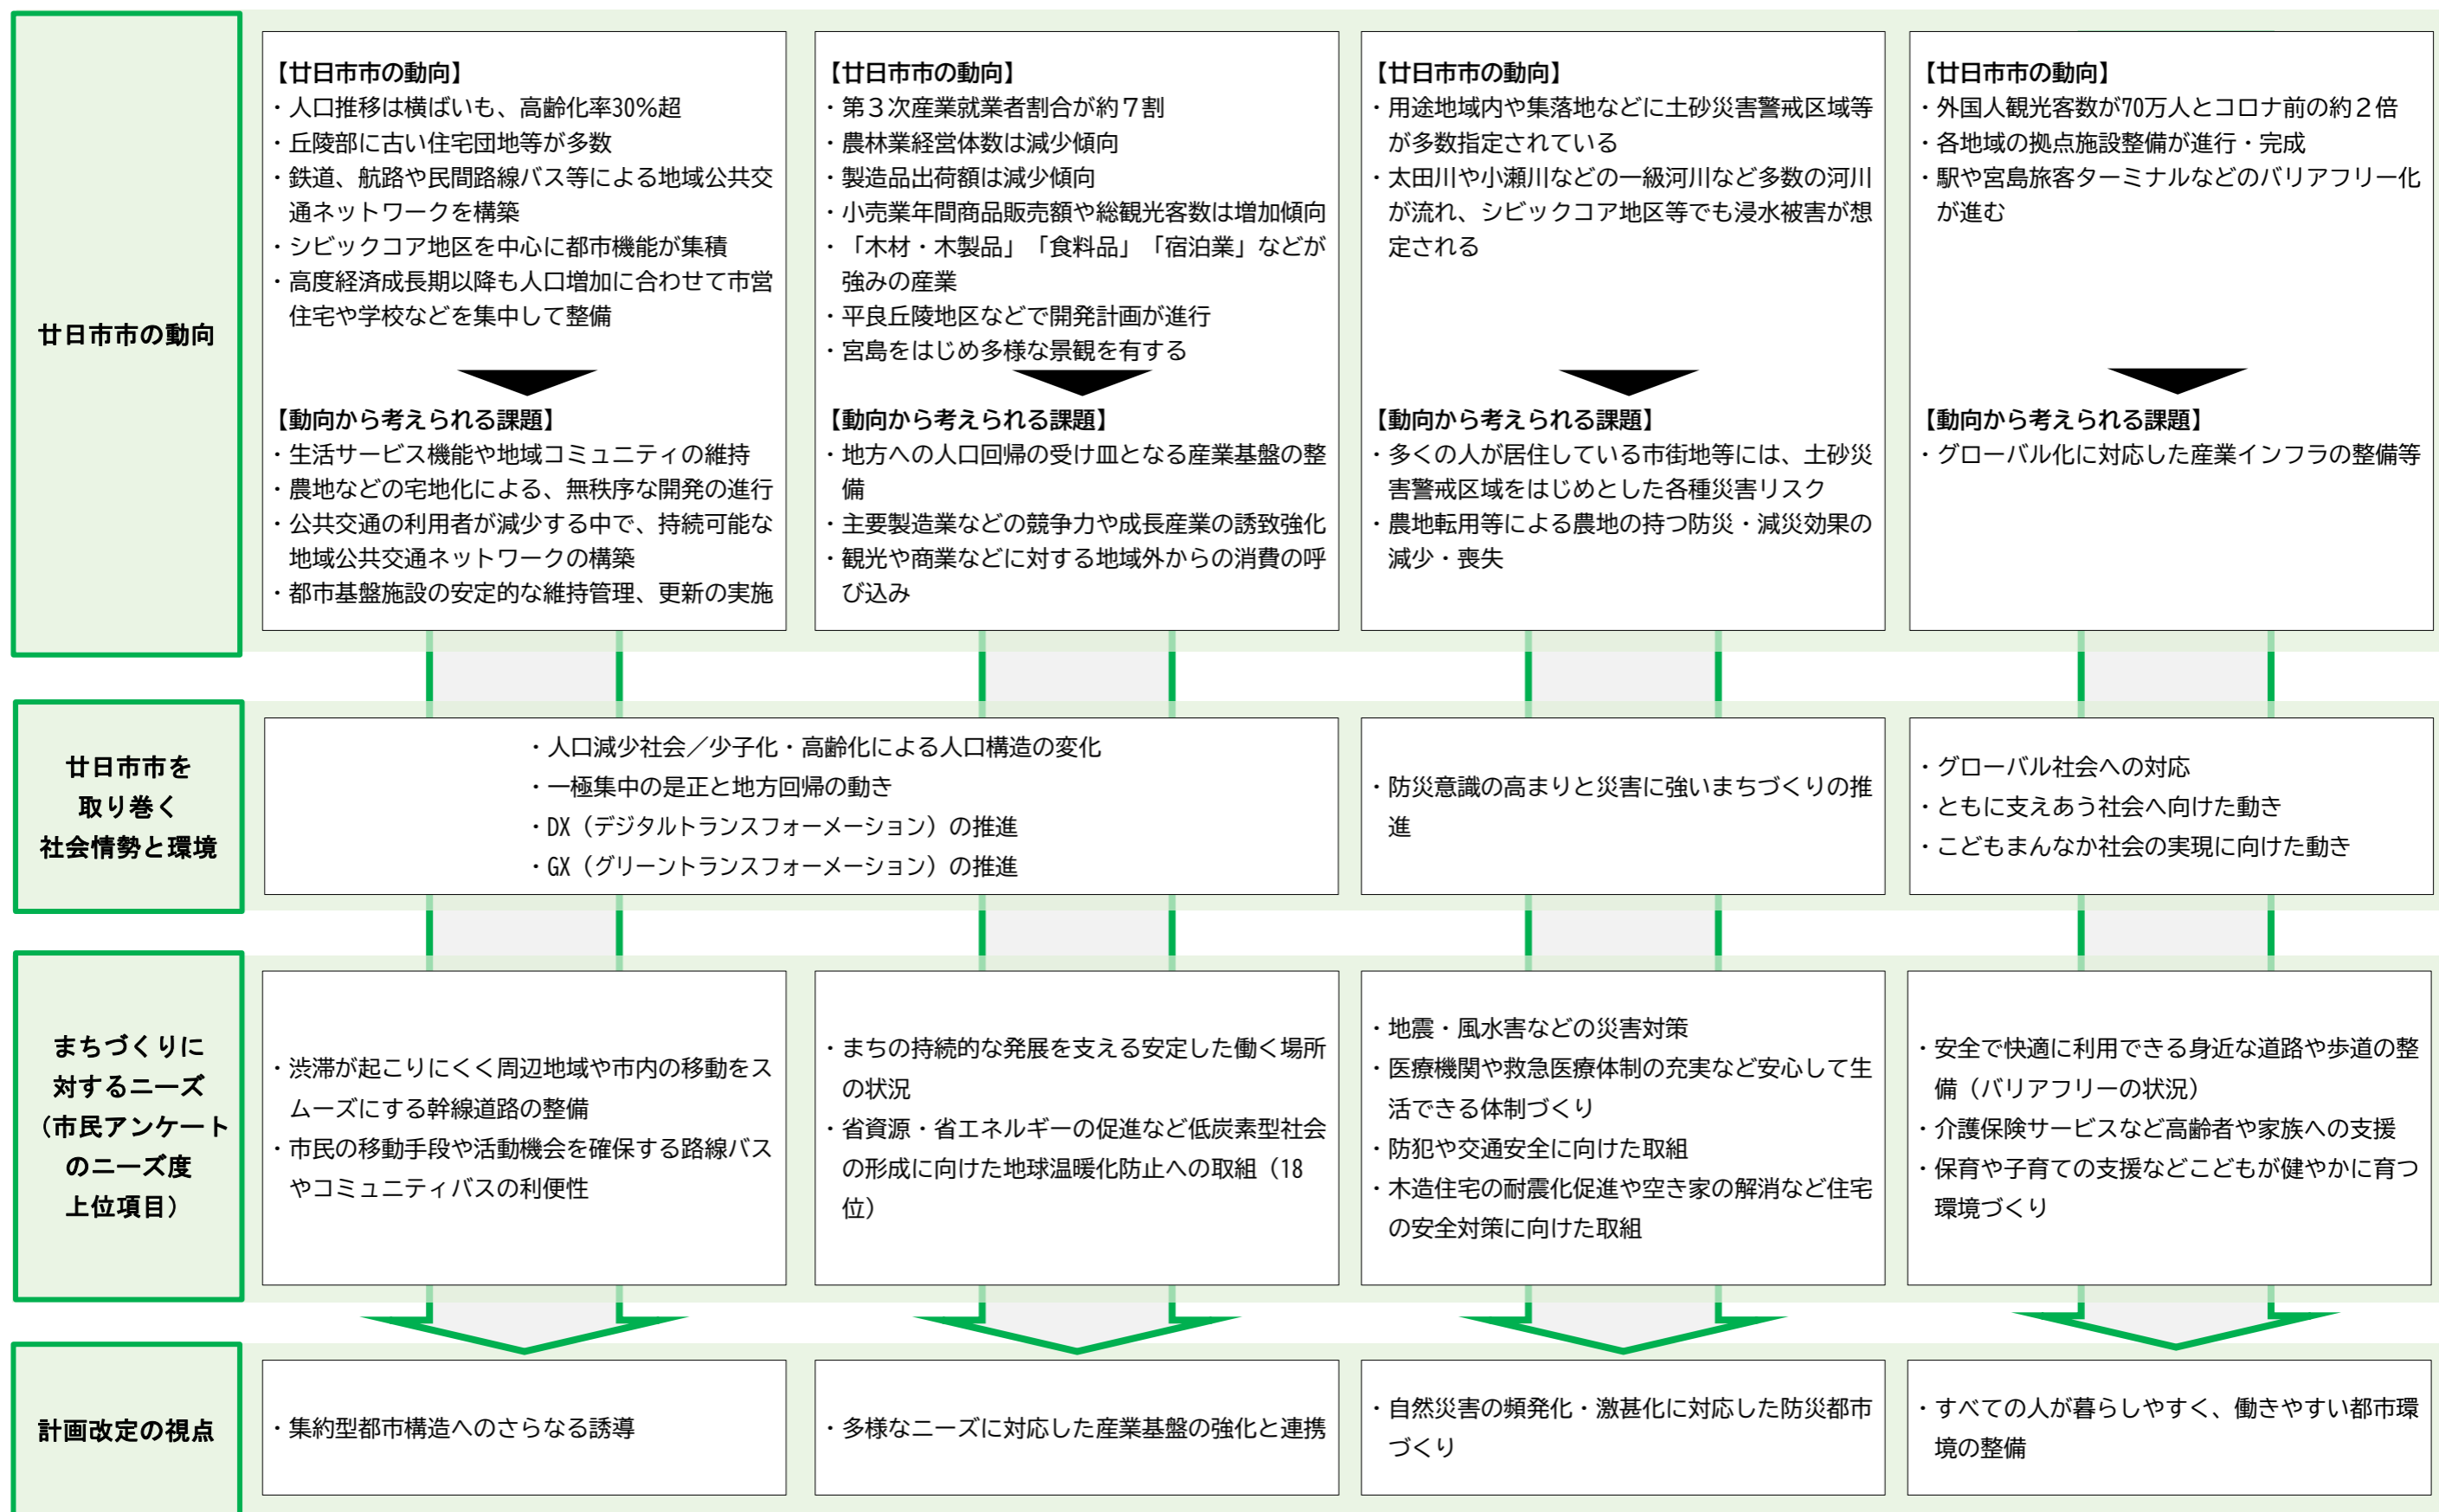 廿日市市の動向
【廿日市市の動向】
・人口推移は横ばいも、高齢化率30%超
・丘陵部に古い住宅団地等が多数
・鉄道、航路や民間路線バス等による地域公共交
通ネットワークを構築
・シビックコア地区を中心に都市機能が集積
・高度経済成長期以降も人口増加に合わせて市営
住宅や学校などを集中して整備
【動向から考えられる課題】
・生活サービス機能や地域コミュニティの維持
・農地などの宅地化による、無秩序な開発の進行
・公共交通の利用者が減少する中で、持続可能な
地域公共交通ネットワークの構築
・都市基盤施設の安定的な維持管理、更新の実施
【廿日市市の動向】
・第３次産業就業者割合が約７割
・農林業経営体数は減少傾向
・製造品出荷額は減少傾向
・小売業年間商品販売額や総観光客数は増加傾向
・「木材・木製品」「食料品」「宿泊業」などが
強みの産業
・平良丘陵地区などで開発計画が進行
・宮島をはじめ多様な景観を有する
【動向から考えられる課題】
・地方への人口回帰の受け皿となる産業基盤の整
備
・主要製造業などの競争力や成長産業の誘致強化
・観光や商業などに対する地域外からの消費の呼
び込み
【廿日市市の動向】
・用途地域内や集落地などに土砂災害警戒区域等
が多数指定されている
・太田川や小瀬川などの一級河川など多数の河川
が流れ、シビックコア地区等でも浸水被害が想
定される
【動向から考えられる課題】
・多くの人が居住している市街地等には、土砂災
害警戒区域をはじめとした各種災害リスク
・農地転用等による農地の持つ防災・減災効果の
減少・喪失
【廿日市市の動向】
・外国人観光客数が70万人とコロナ前の約２倍
・各地域の拠点施設整備が進行・完成
・駅や宮島旅客ターミナルなどのバリアフリー化
が進む
【動向から考えられる課題】
・グローバル化に対応した産業インフラの整備等
廿日市市を
取り巻く
社会情勢と環境
・人口減少社会／少子化・高齢化による人口構造の変化
・一極集中の是正と地方回帰の動き
・DX（デジタルトランスフォーメーション）の推進
・GX（グリーントランスフォーメーション）の推進
・防災意識の高まりと災害に強いまちづくりの推
進
・グローバル社会への対応
・ともに支えあう社会へ向けた動き
・こどもまんなか社会の実現に向けた動き
まちづくりに
対するニーズ
（市民アンケート
のニーズ度
上位項目）
・渋滞が起こりにくく周辺地域や市内の移動をス
ムーズにする幹線道路の整備
・市民の移動手段や活動機会を確保する路線バス
やコミュニティバスの利便性
・まちの持続的な発展を支える安定した働く場所
の状況
・省資源・省エネルギーの促進など低炭素型社会
の形成に向けた地球温暖化防止への取組（18
位）
・地震・風水害などの災害対策
・医療機関や救急医療体制の充実など安心して生
活できる体制づくり
・防犯や交通安全に向けた取組
・木造住宅の耐震化促進や空き家の解消など住宅
の安全対策に向けた取組
・安全で快適に利用できる身近な道路や歩道の整
備（バリアフリーの状況）
・介護保険サービスなど高齢者や家族への支援
・保育や子育ての支援などこどもが健やかに育つ
環境づくり
計画改定の視点
・集約型都市構造へのさらなる誘導
・多様なニーズに対応した産業基盤の強化と連携
・自然災害の頻発化・激甚化に対応した防災都市
づくり
・すべての人が暮らしやすく、働きやすい都市環
境の整備